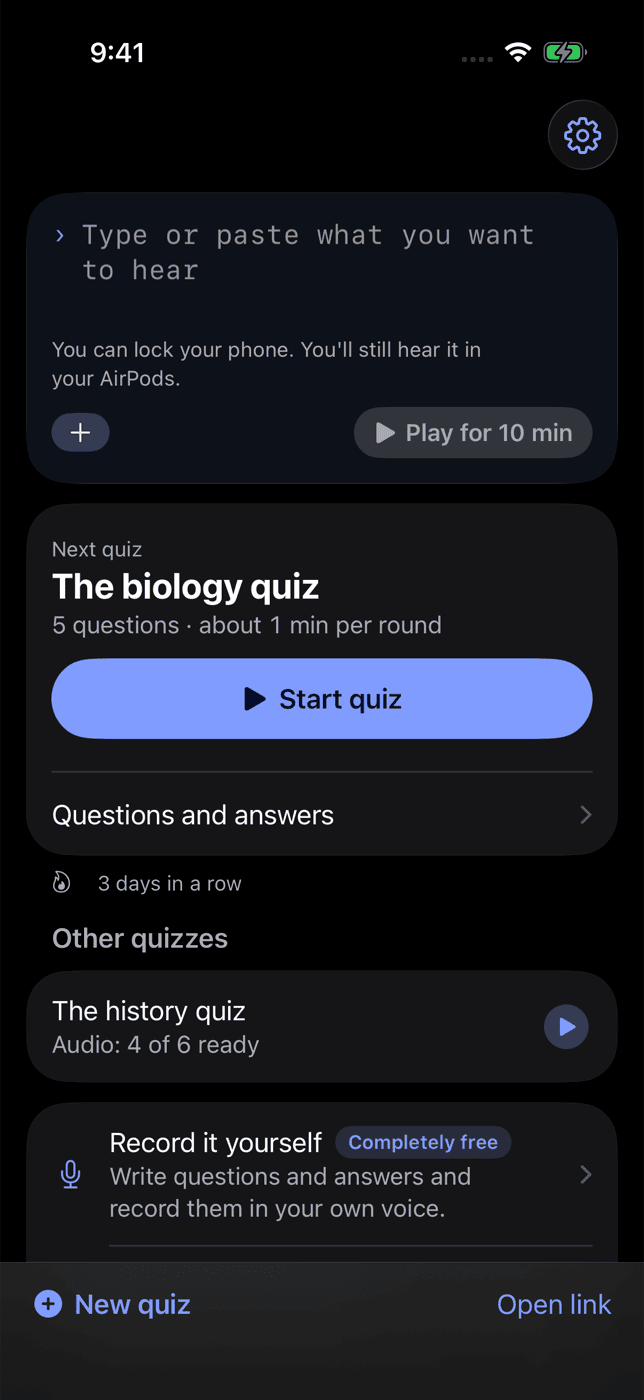 9:41
› Type or paste what you want
to hear
You can lock your phone. You'll still hear it in
your AirPods.
Play for 10 min
Next quiz
The biology quiz
5 questions · about 1 min per round
Start quiz
Questions and answers
3 days in a row
Other quizzes
The history quiz
Audio: 4 of 6 ready
Record it yourself Completely free
Write questions and answers and
record them in your own voice.
New quiz Open link